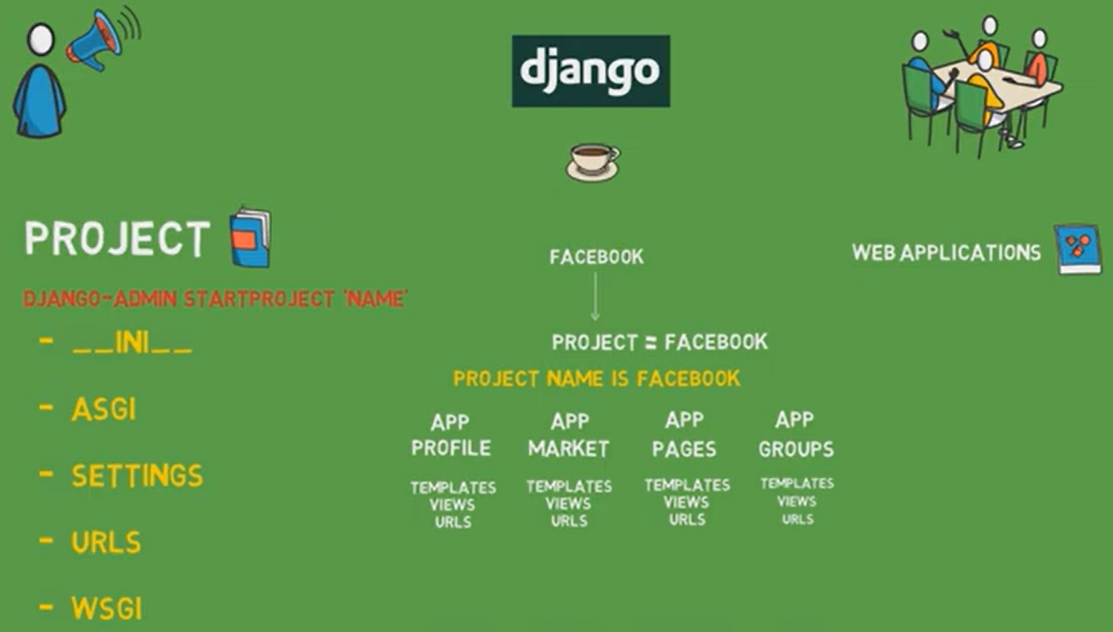 django
PROJECT
DJANGO-ADMIN STARTPROJECT 'NAME'
- __INI__
- ASGI
- SETTINGS
- URLS
- WSGI
FACEBOOK
PROJECT = FACEBOOK
PROJECT NAME IS FACEBOOK
APP
PROFILE
TEMPLATES
VIEWS
URLS
APP
MARKET
TEMPLATES
VIEWS
URLS
APP
PAGES
TEMPLATES
VIEWS
URLS
APP
GROUPS
TEMPLATES
VIEWS
URLS
WEB APPLICATIONS